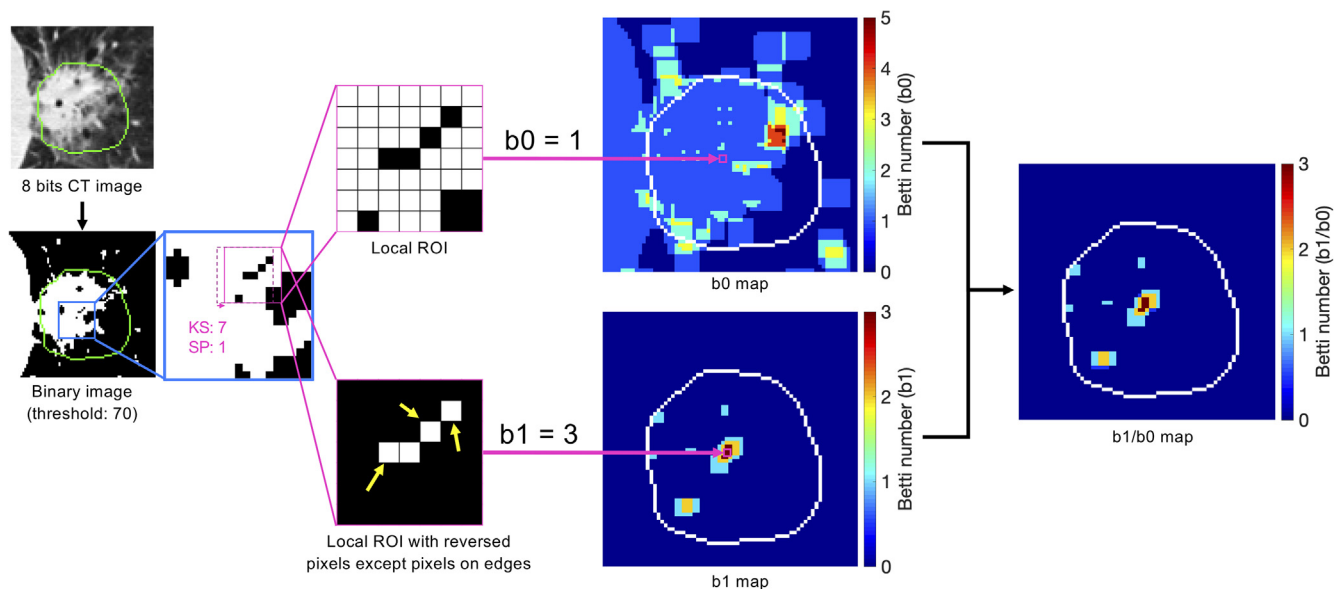 8 bits CT image
Binary image
(threshold: 70)
KS: 7
SP: 1
Local ROI
b0 = 1
Local ROI with reversed
pixels except pixels on edges
b1 = 3
5
4
3
2
1
0
Betti number (b0)
b0 map
3
2
1
0
Betti number (b1)
b1 map
3
2
1
0
Betti number (b1/b0)
b1/b0 map